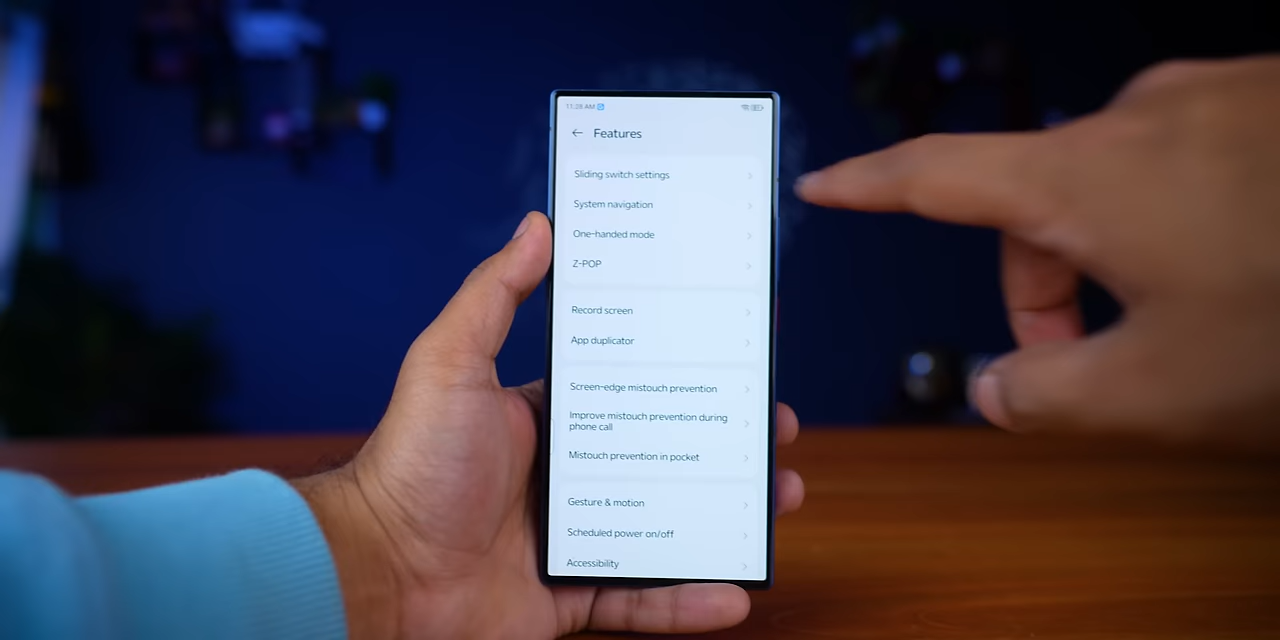 11:28 AM
Features
Sliding switch settings
System navigation
One-handed mode
Z-POP
Record screen
App duplicator
Screen-edge mistouch prevention
Improve mistouch prevention during
phone call
Mistouch prevention in pocket
Gesture & motion
Scheduled power on/off
Accessibility